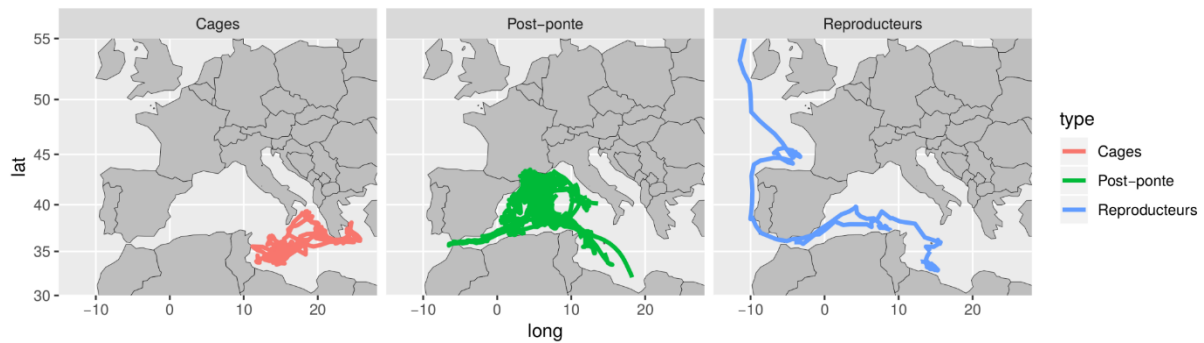 Cages
Post-ponte
Reproducteurs
55
50
45
40
35
30
lat
−10 0 10 20
−10 0 10 20
−10 0 10 20
long
type
Cages
Post-ponte
Reproducteurs